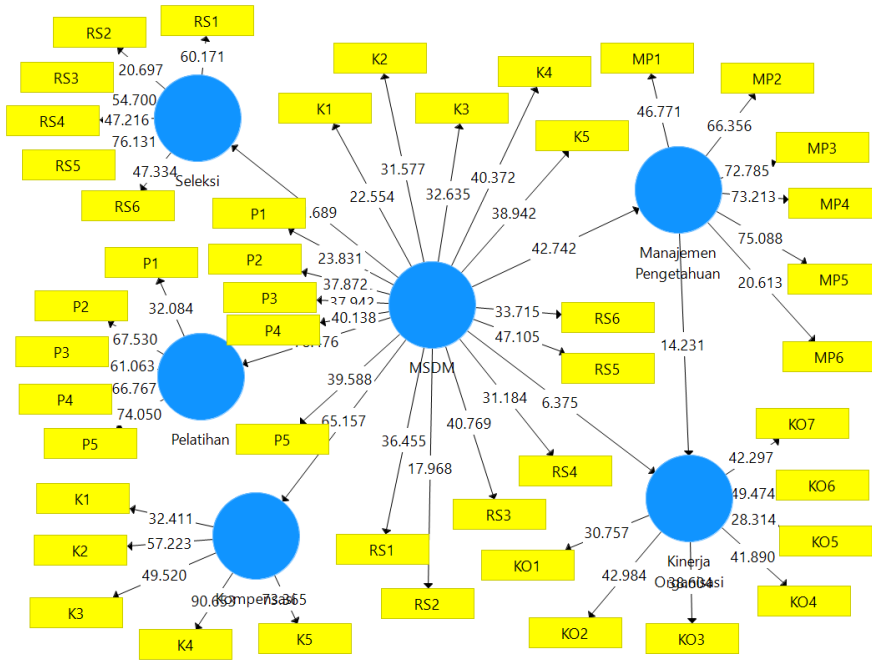 RS1
RS2
60.171
20.697
RS3
54.700
RS4
47.216
76.131
RS5
47.334
Seleksi
RS6
K2
K4
K1
K3
K5
31.577
40.372
32.635
22.554
38.942
MP1
MP2
46.771
66.356
MP3
72.785
73.213
MP4
75.088
MP5
20.613
MP6
Manajemen
Pengetahuan
42.742
14.231
.689
P1
23.831
P2
37.872
P3
37.942
P4
40.138
MSDM
33.715
RS6
47.105
RS5
P1
32.084
P2
67.530
P3
61.063
P4
66.767
74.050
P5
Pelatihan
39.588
P5
65.157
36.455
17.968
40.769
31.184
6.375
RS4
RS3
RS1
RS2
K1
32.411
K2
57.223
49.520
K3
Kompensasi
K4
K5
KO7
42.297
49.474
KO6
28.314
KO5
41.890
KO4
30.757
KO1
42.984
Kinerja
Organisasi
KO2
KO3